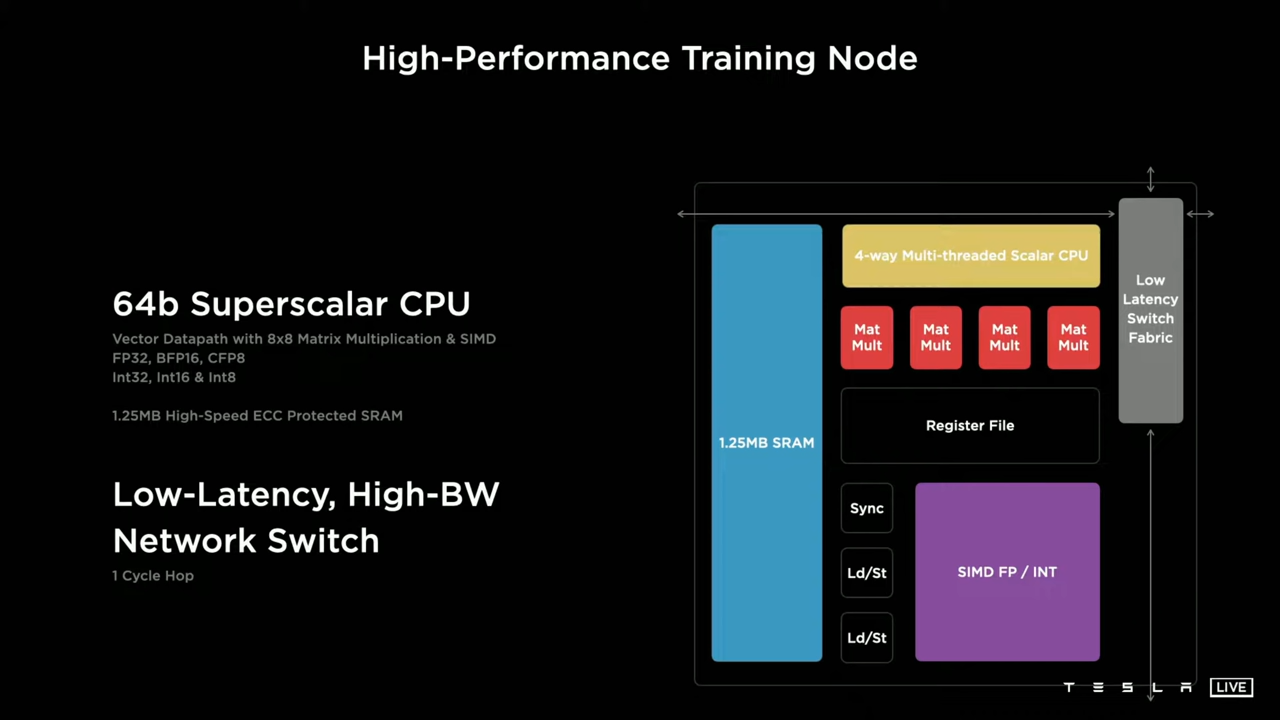 High-Performance Training Node
64b Superscalar CPU
Vector Datapath with 8x8 Matrix Multiplication & SIMD
FP32, BFP16, CFP8
Int32, Int16 & Int8
1.25MB High-Speed ECC Protected SRAM
Low-Latency, High-BW
Network Switch
1 Cycle Hop
1.25MB SRAM
4-way Multi-threaded Scalar CPU
Mat
Mult
Mat
Mult
Mat
Mult
Mat
Mult
Register File
Sync
Ld/St
Ld/St
SIMD FP / INT
Low
Latency
Switch
Fabric
TESLA LIVE